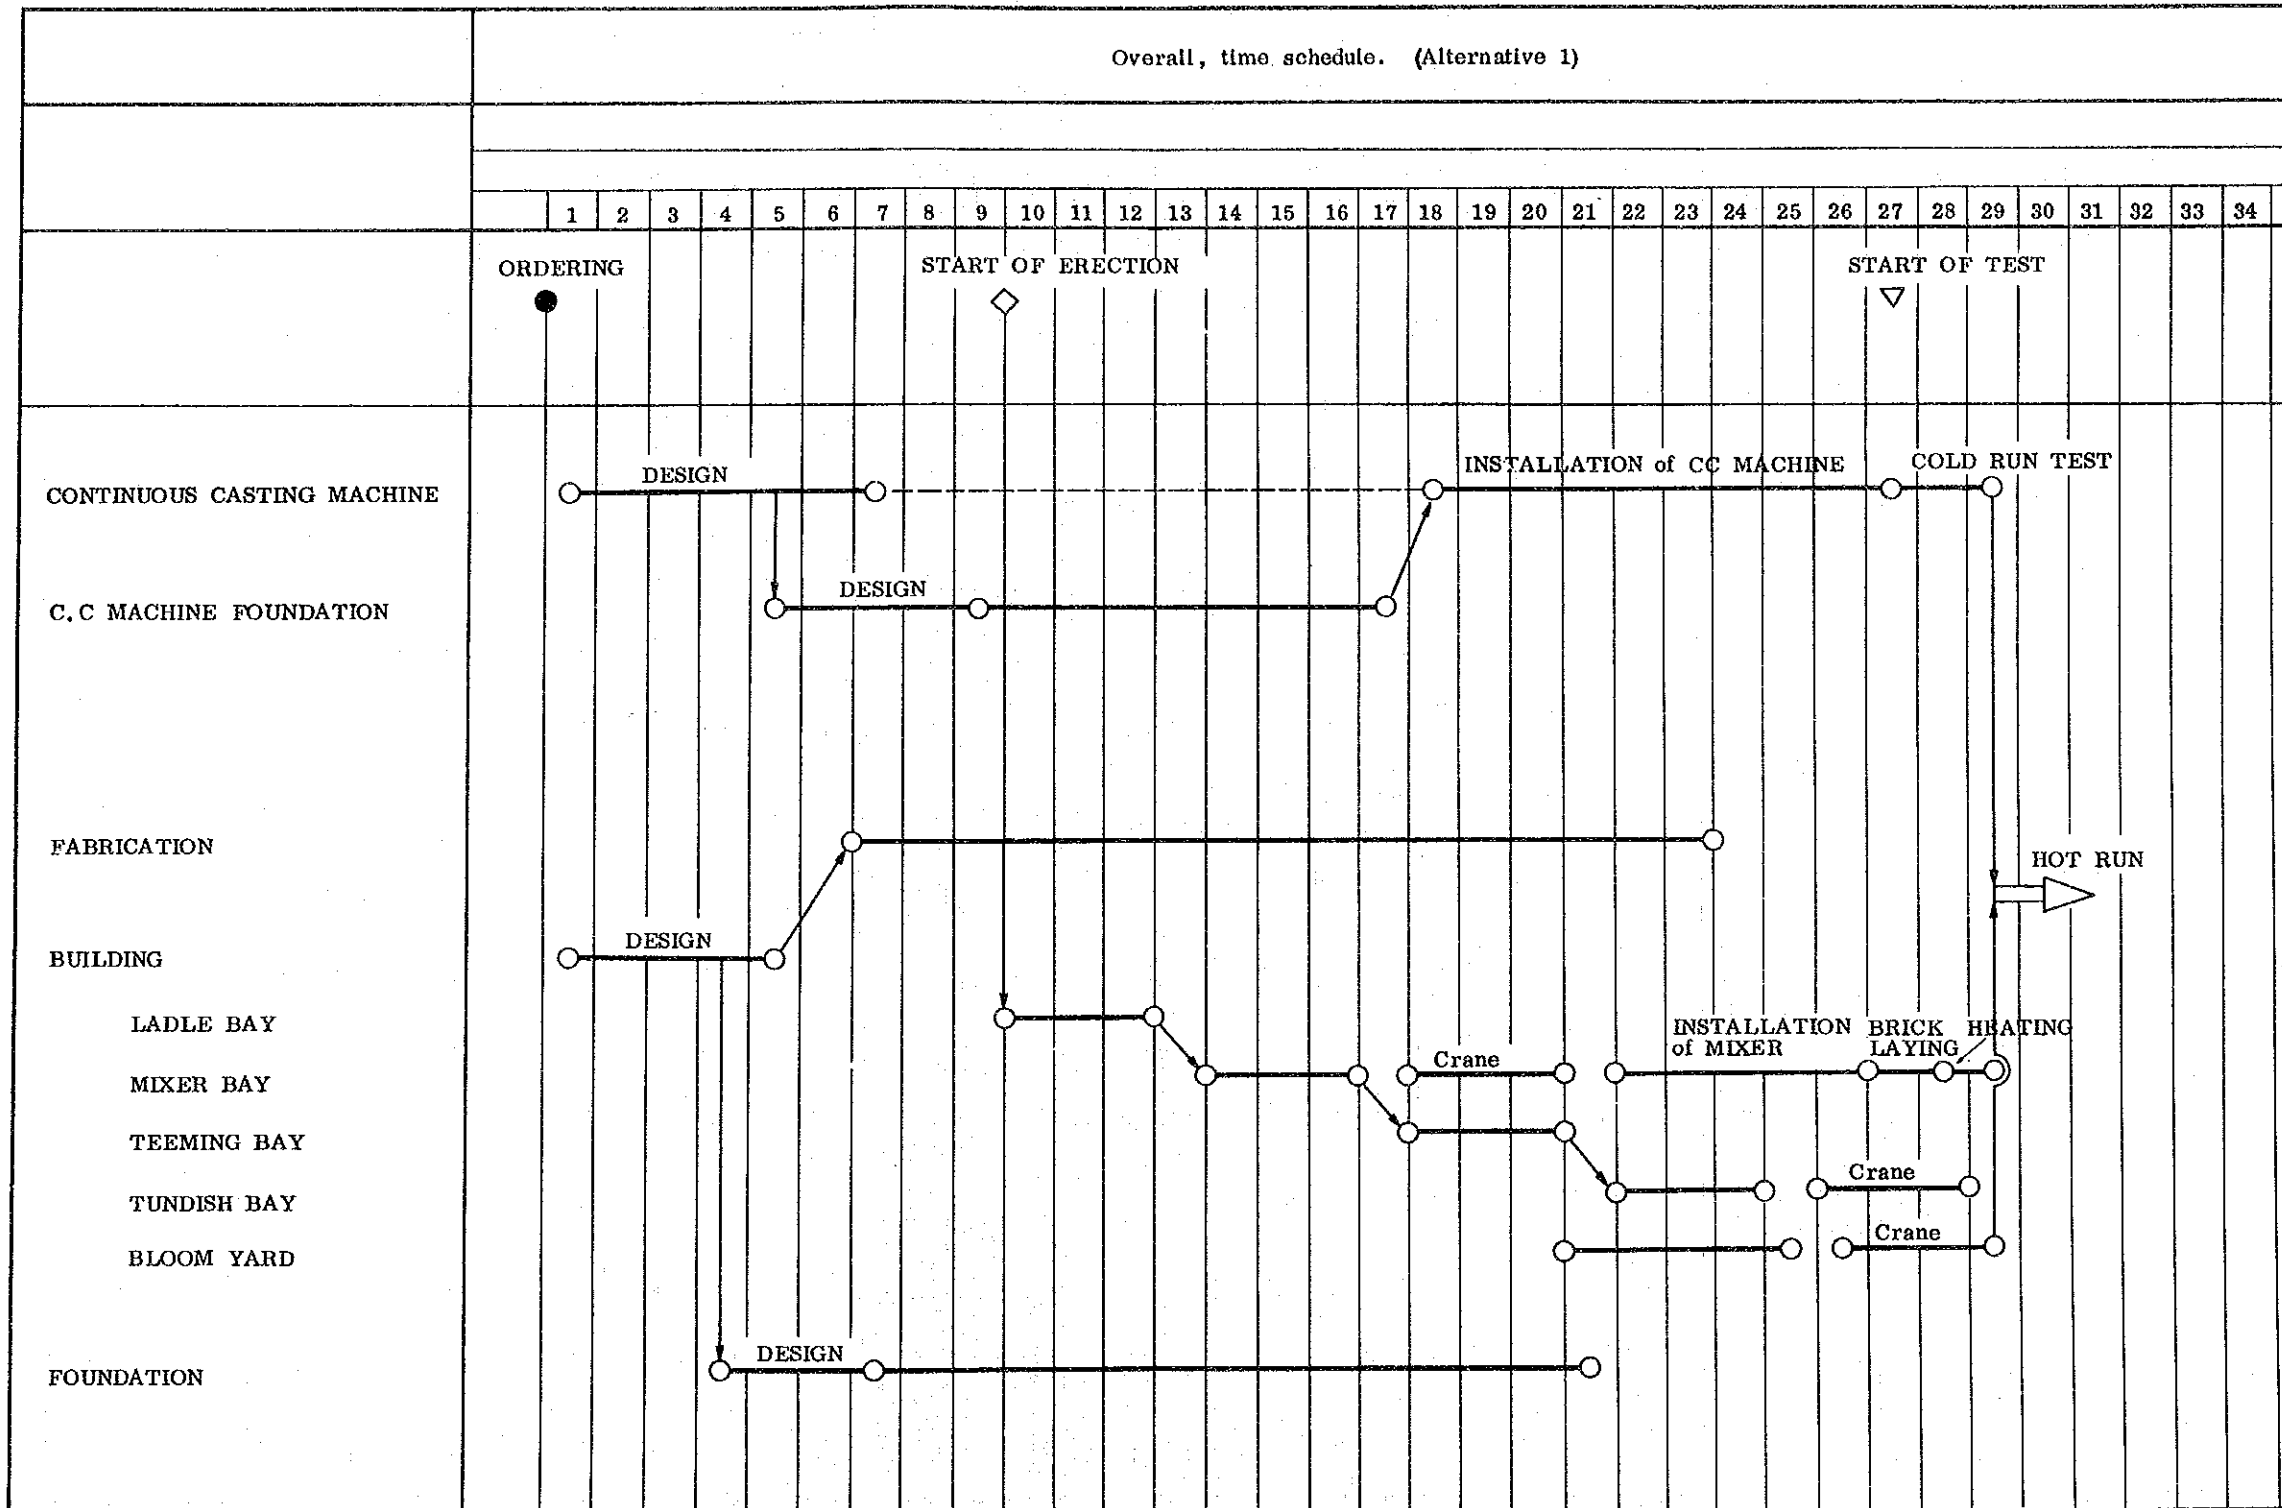 Overall, time schedule. (Alternative 1)
1 2 3 4 5 6 7 8 9 10 11 12 13 14 15 16 17 18 19 20 21 22 23 24 25 26 27 28 29 30 31 32 33 34
ORDERING START OF ERECTION START OF TEST
CONTINUOUS CASTING MACHINE DESIGN INSTALLATION of CC MACHINE COLD RUN TEST
C.C MACHINE FOUNDATION DESIGN
FABRICATION
HOT RUN
BUILDING DESIGN
LADLE BAY
INSTALLATION BRICK HEATING
of MIXER LAYING
MIXER BAY Crane
TEEMING BAY
TUNDISH BAY Crane
BLOOM YARD Crane
FOUNDATION DESIGN